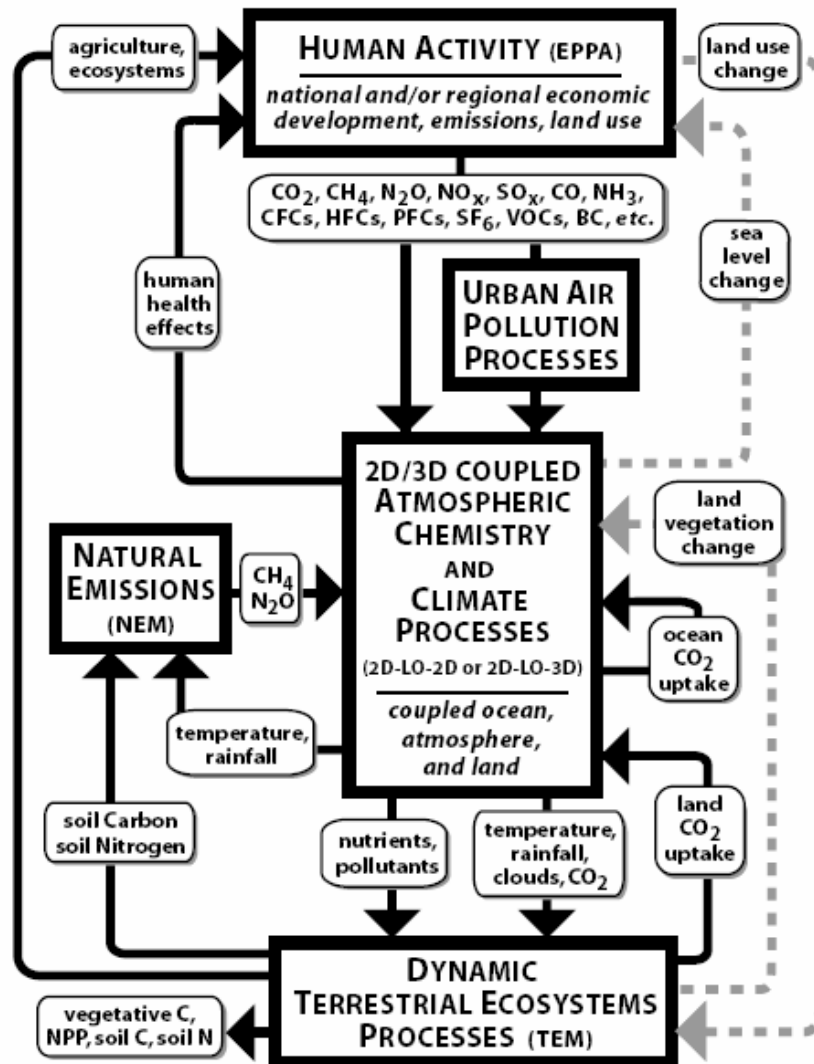 agriculture,
ecosystems
HUMAN ACTIVITY (EPPA)
national and/or regional economic
development, emissions, land use
land use
change
CO₂, CH₄, N₂O, NOₓ, SOₓ, CO, NH₃,
CFCs, HFCs, PFCs, SF₆, VOCs, BC, etc.
sea
level
change
human
health
effects
URBAN AIR
POLLUTION
PROCESSES
2D/3D COUPLED
ATMOSPHERIC
CHEMISTRY
AND
CLIMATE
PROCESSES
(2D-LO-2D or 2D-LO-3D)
coupled ocean,
atmosphere,
and land
land
vegetation
change
NATURAL
EMISSIONS
(NEM)
CH₄
N₂O
ocean
CO₂
uptake
temperature,
rainfall
soil Carbon
soil Nitrogen
nutrients,
pollutants
temperature,
rainfall,
clouds, CO₂
land
CO₂
uptake
DYNAMIC
TERRESTRIAL ECOSYSTEMS
PROCESSES (TEM)
vegetative C,
NPP, soil C, soil N